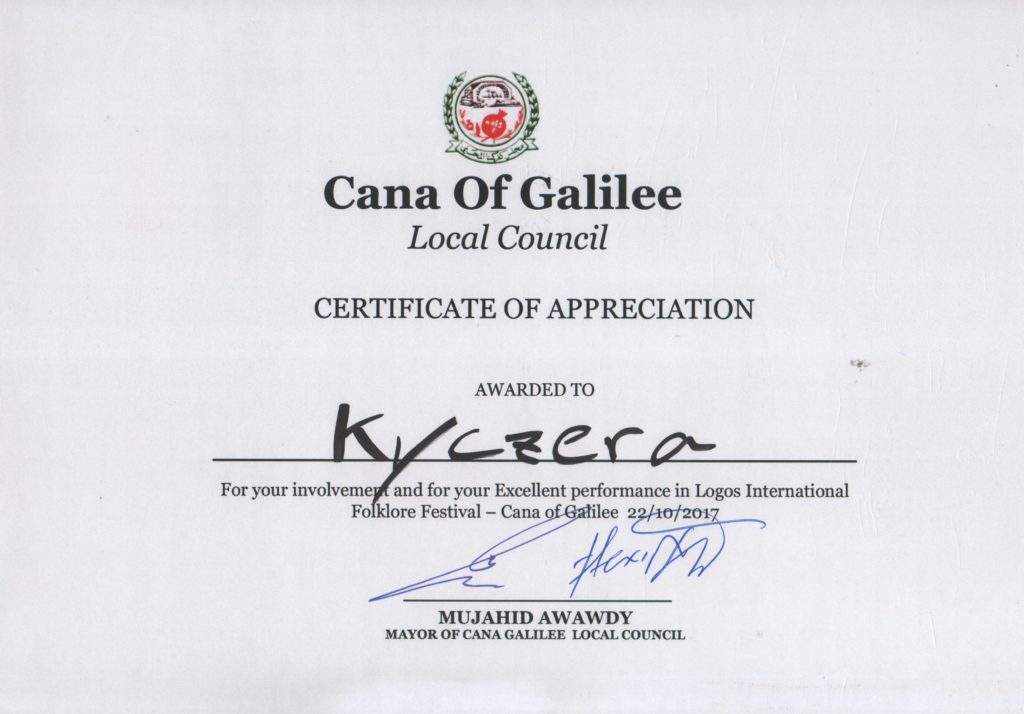 Cana Of Galilee
Local Council
CERTIFICATE OF APPRECIATION
AWARDED TO
Kyczera
For your involvement and for your Excellent performance in Logos International
Folklore Festival – Cana of Galilee 22/10/2017
MUJAHID AWAWDY
MAYOR OF CANA GALILEE LOCAL COUNCIL